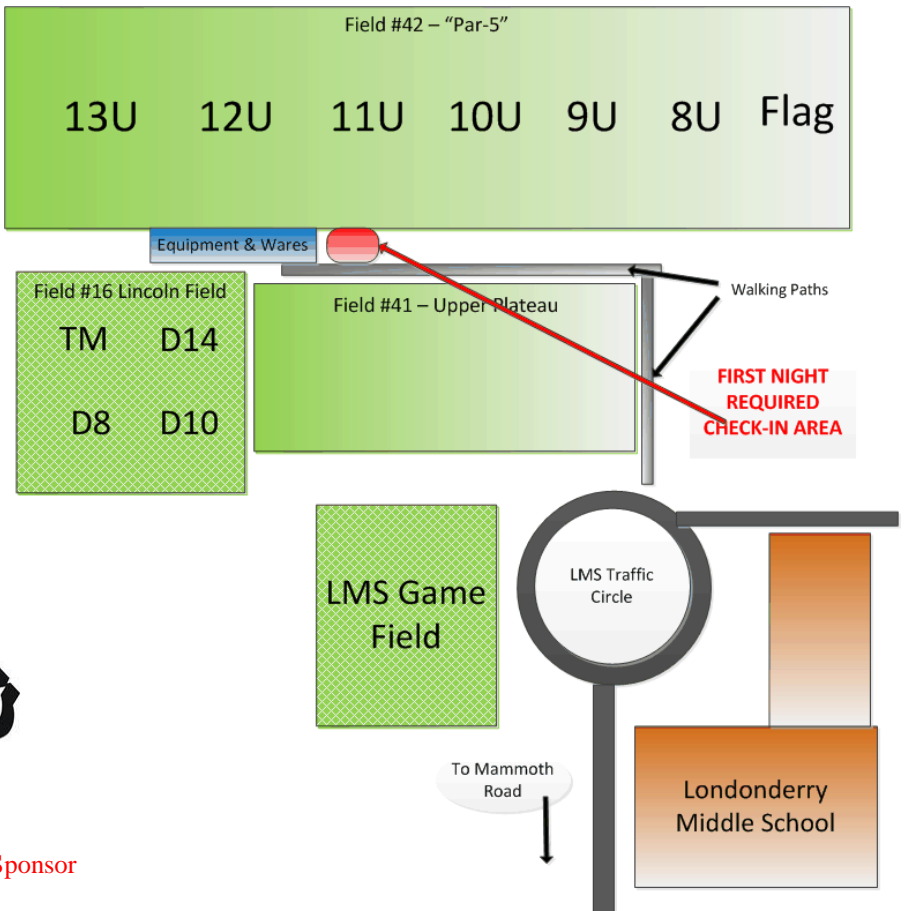 Field #42 – “Par-5”
13U 12U 11U 10U 9U 8U Flag
Equipment & Wares
Field #16 Lincoln Field
TM D14
D8 D10
Field #41 – Upper Plateau
Walking Paths
FIRST NIGHT
REQUIRED
CHECK-IN AREA
LMS Game
Field
LMS Traffic
Circle
To Mammoth
Road
Londonderry
Middle School
Sponsor